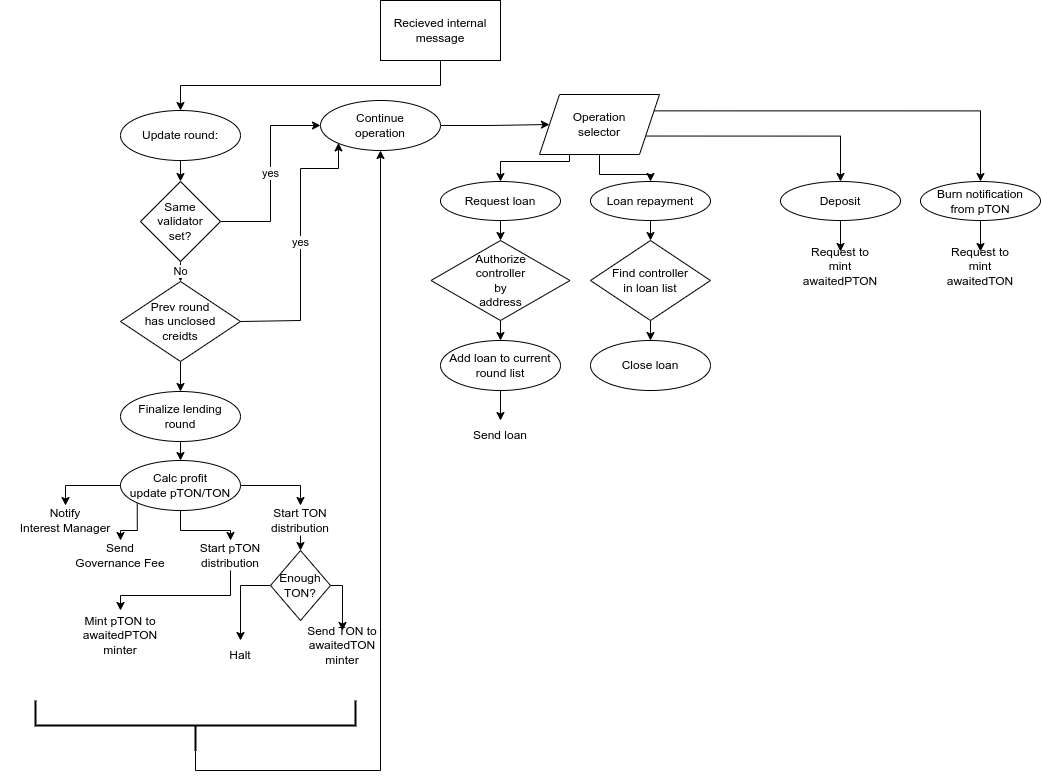 Recieved internal
message
Update round:
Continue
operation
Operation
selector
yes
Same
validator
set?
Request loan
Loan repayment
Deposit
Burn notification
from pTON
yes
No
Authorize
controller
by
address
Find controller
in loan list
Request to
mint
awaitedPTON
Request to
mint
awaitedTON
Prev round
has unclosed
creidts
Add loan to current
round list
Close loan
Finalize lending
round
Send loan
Calc profit
update pTON/TON
Notify
Interest Manager
Start TON
distribution
Send
Governance Fee
Start pTON
distribution
Enough
TON?
Mint pTON to
awaitedPTON
minter
Halt
Send TON to
awaitedTON
minter